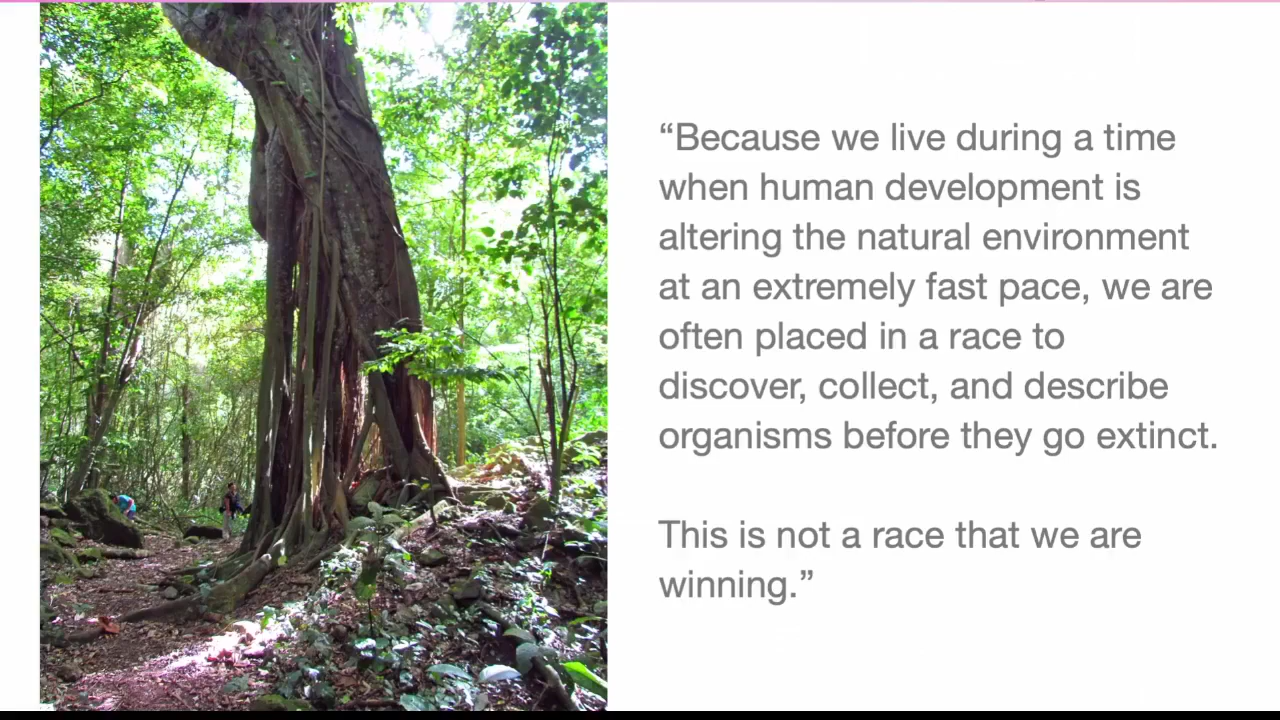 “Because we live during a time
when human development is
altering the natural environment
at an extremely fast pace, we are
often placed in a race to
discover, collect, and describe
organisms before they go extinct.
This is not a race that we are
winning.”